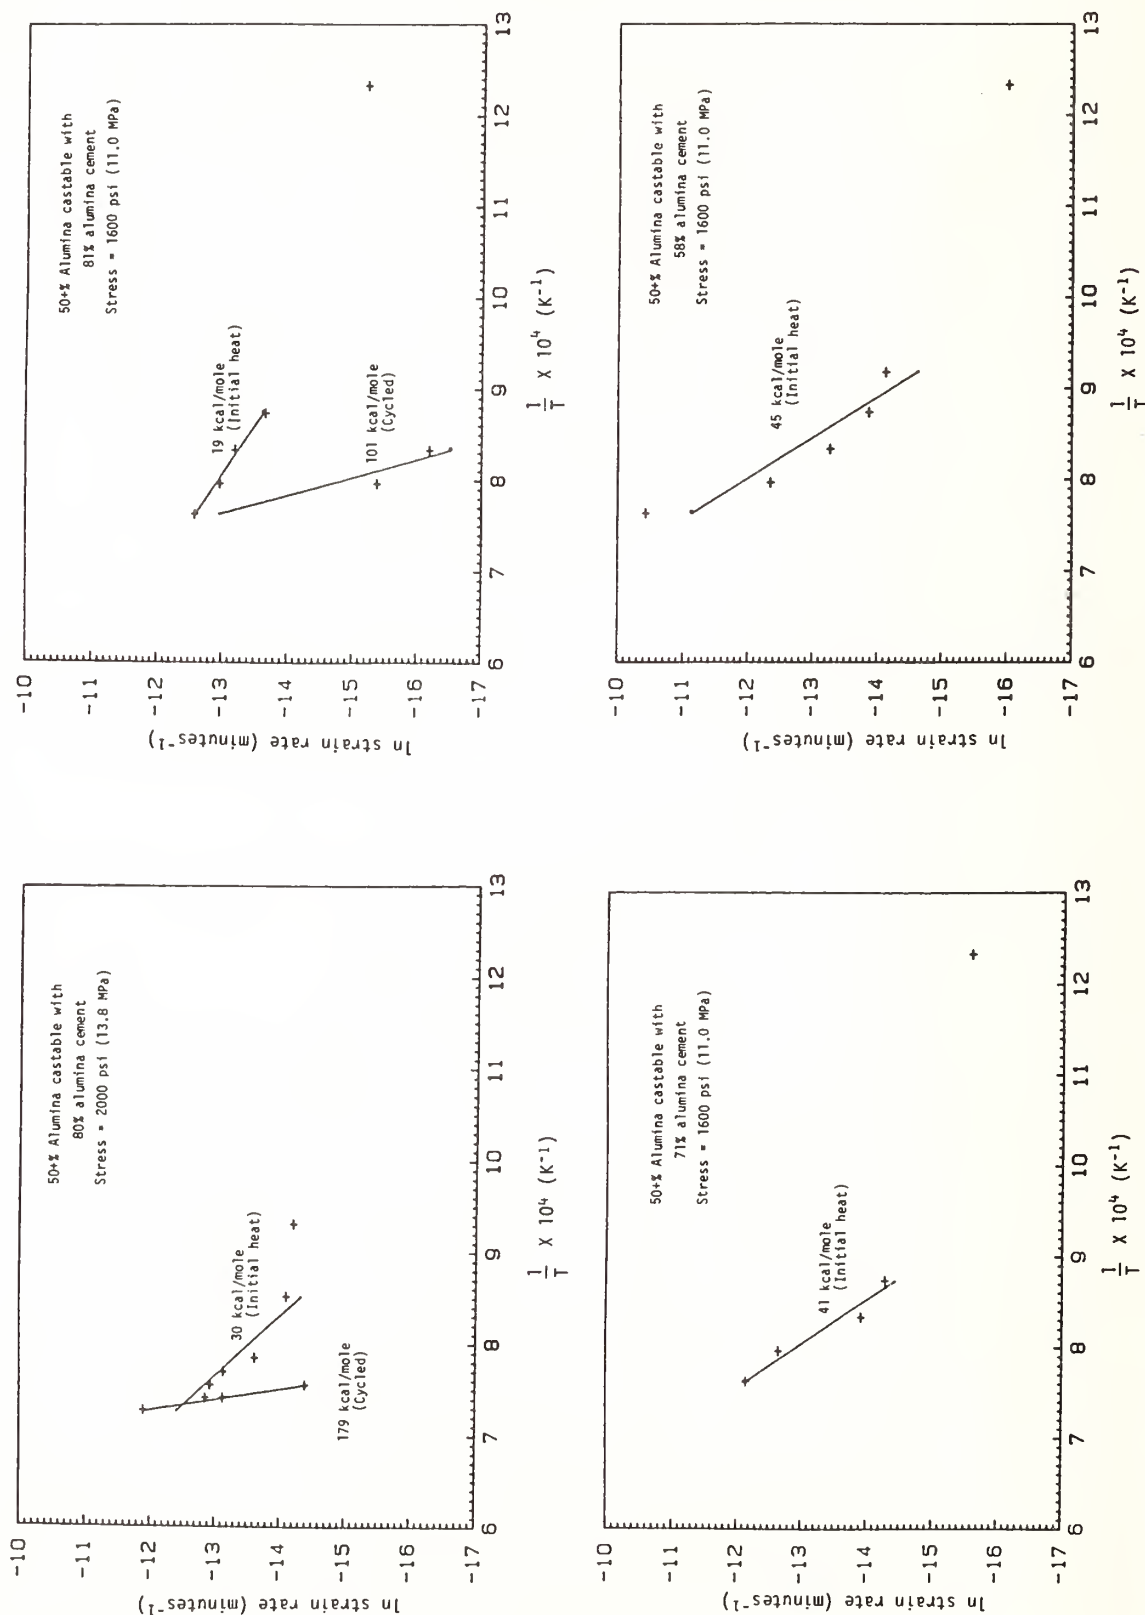 50+% Alumina castable with
80% alumina cement
Stress = 2000 psi (13.8 MPa)
30 kcal/mole
(Initial heat)
179 kcal/mole
(Cycled)
ln strain rate (minutes⁻¹)
-10
-11
-12
-13
-14
-15
-16
-17
6
7
8
9
10
11
12
13
1/T X 10⁴ (K⁻¹)
50+% Alumina castable with
81% alumina cement
Stress = 1600 psi (11.0 MPa)
19 kcal/mole
(Initial heat)
101 kcal/mole
(Cycled)
ln strain rate (minutes⁻¹)
-10
-11
-12
-13
-14
-15
-16
-17
6
7
8
9
10
11
12
13
1/T X 10⁴ (K⁻¹)
50+% Alumina castable with
71% alumina cement
Stress = 1600 psi (11.0 MPa)
41 kcal/mole
(Initial heat)
ln strain rate (minutes⁻¹)
-10
-11
-12
-13
-14
-15
-16
-17
6
7
8
9
10
11
12
13
1/T X 10⁴ (K⁻¹)
50+% Alumina castable with
58% alumina cement
Stress = 1600 psi (11.0 MPa)
45 kcal/mole
(Initial heat)
ln strain rate (minutes⁻¹)
-10
-11
-12
-13
-14
-15
-16
-17
6
7
8
9
10
11
12
13
1/T X 10⁴ (K⁻¹)